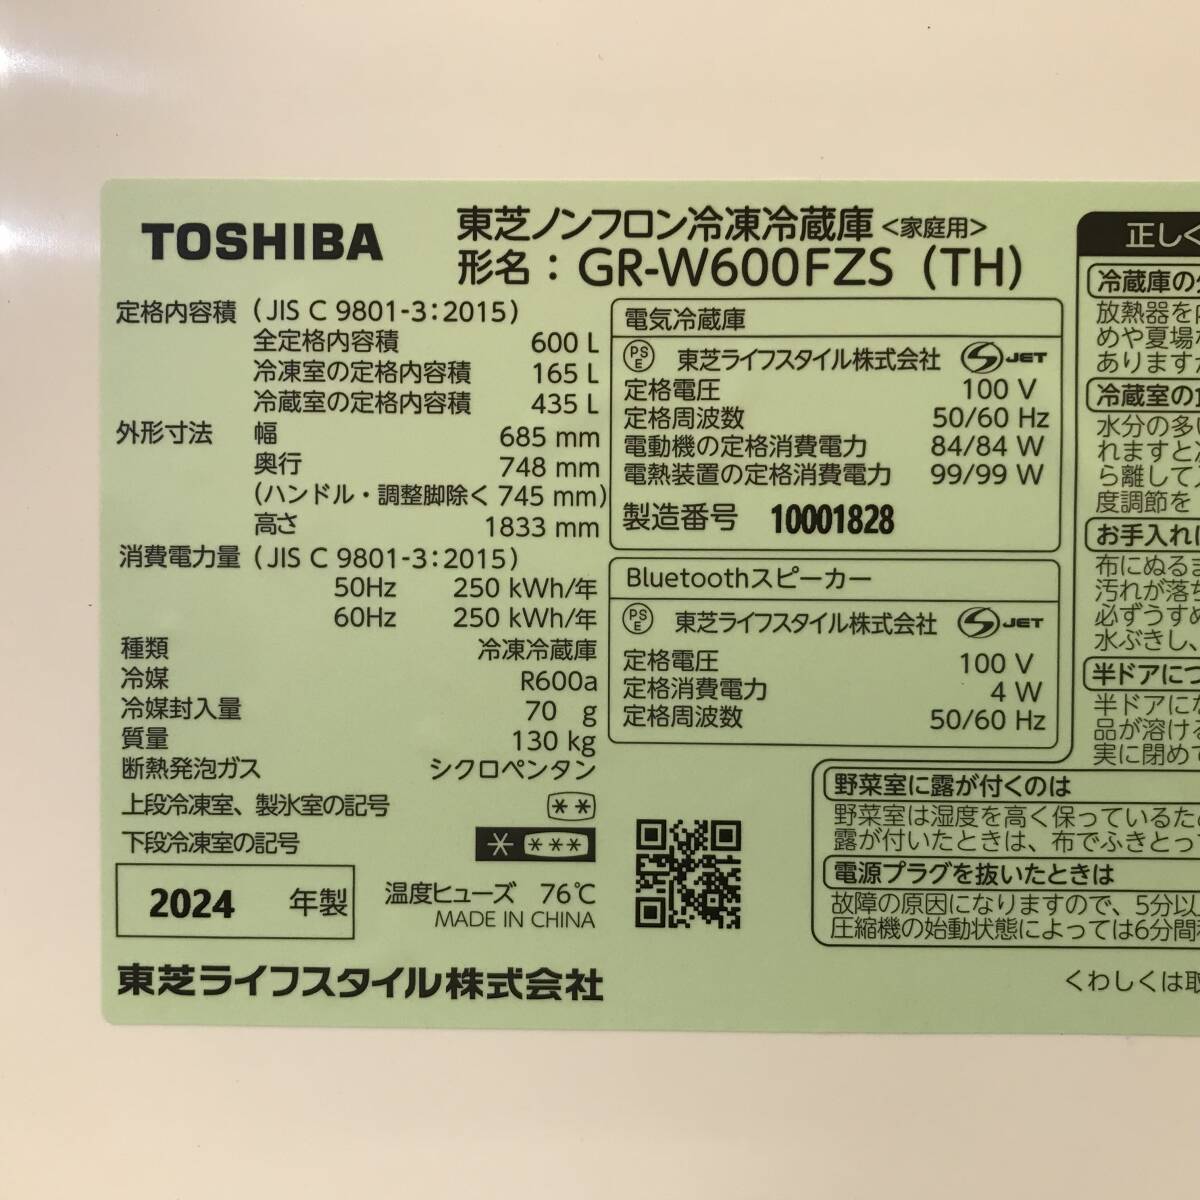 TOSHIBA
東芝ノンフロン冷凍冷蔵庫<家庭用>
形名：GR-W600FZS (TH)
定格内容積 (JIS C 9801-3:2015)
全定格内容積 600 L
冷凍室の定格内容積 165 L
冷蔵室の定格内容積 435 L
外形寸法 幅 685 mm
奥行 748 mm
(ハンドル・調整脚除く 745 mm)
高さ 1833 mm
消費電力量 (JIS C 9801-3:2015)
50Hz 250 kWh/年
60Hz 250 kWh/年
種類 冷凍冷蔵庫
冷媒 R600a
冷媒封入量 70 g
質量 130 kg
断熱発泡ガス シクロペンタン
上段冷凍室、製氷室の記号 **
下段冷凍室の記号 * ***
2024 年製
温度ヒューズ 76℃
MADE IN CHINA
東芝ライフスタイル株式会社
電気冷蔵庫
PSE 東芝ライフスタイル株式会社 S JET
定格電圧 100 V
定格周波数 50/60 Hz
電動機の定格消費電力 84/84 W
電熱装置の定格消費電力 99/99 W
製造番号 10001828
Bluetoothスピーカー
PSE 東芝ライフスタイル株式会社 S JET
定格電圧 100 V
定格消費電力 4 W
定格周波数 50/60 Hz
正しく
冷蔵庫の
放熱器を
めや夏場
ありますが
冷蔵室の
水分の多い
れますと
ら離して
度調節を
お手入れに
布にぬるま
汚れが落ち
必ずうすめ
水ぶきし、
半ドアにつ
半ドアにな
品が溶ける
実に閉めて
野菜室に露が付くのは
野菜室は湿度を高く保っているため
露が付いたときは、布でふきとって
電源プラグを抜いたときは
故障の原因になりますので、5分以
圧縮機の始動状態によっては6分間
くわしくは取